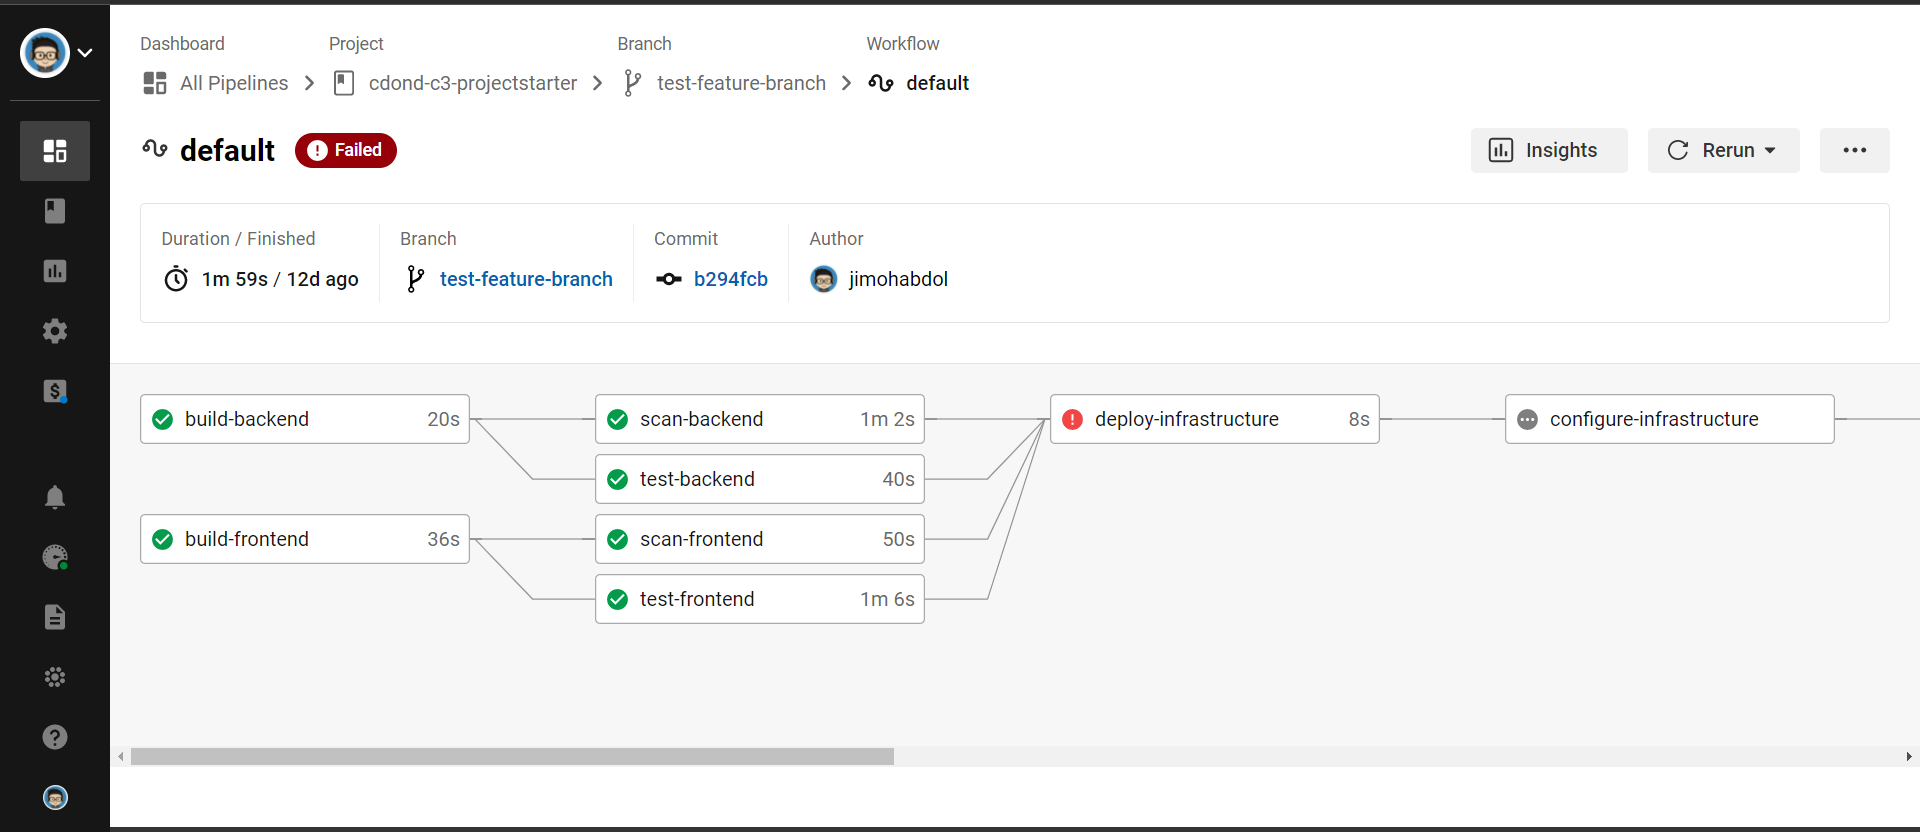 Dashboard Project Branch Workflow
All Pipelines cdond-c3-projectstarter test-feature-branch default
default Failed Insights Rerun
Duration / Finished Branch Commit Author
1m 59s / 12d ago test-feature-branch b294fcb jimohabdol
build-backend 20s scan-backend 1m 2s deploy-infrastructure 8s configure-infrastructure
test-backend 40s
build-frontend 36s scan-frontend 50s
test-frontend 1m 6s